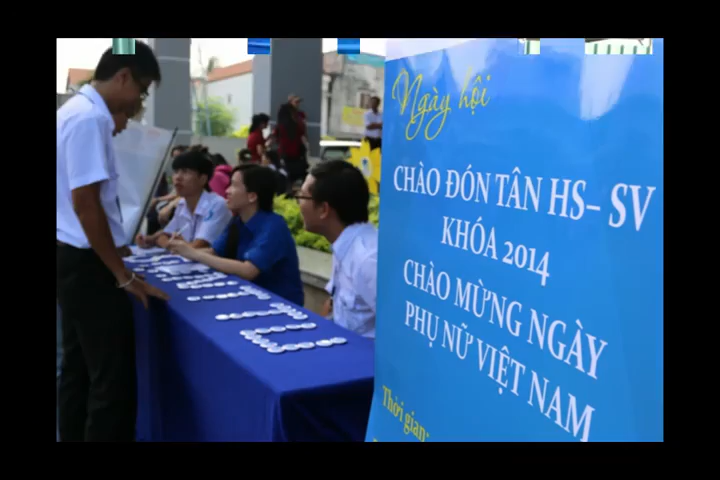 Ngày hội
CHÀO ĐÓN TÂN HS– SV
KHÓA 2014
CHÀO MỪNG NGÀY
PHỤ NỮ VIỆT NAM
Thời gian: